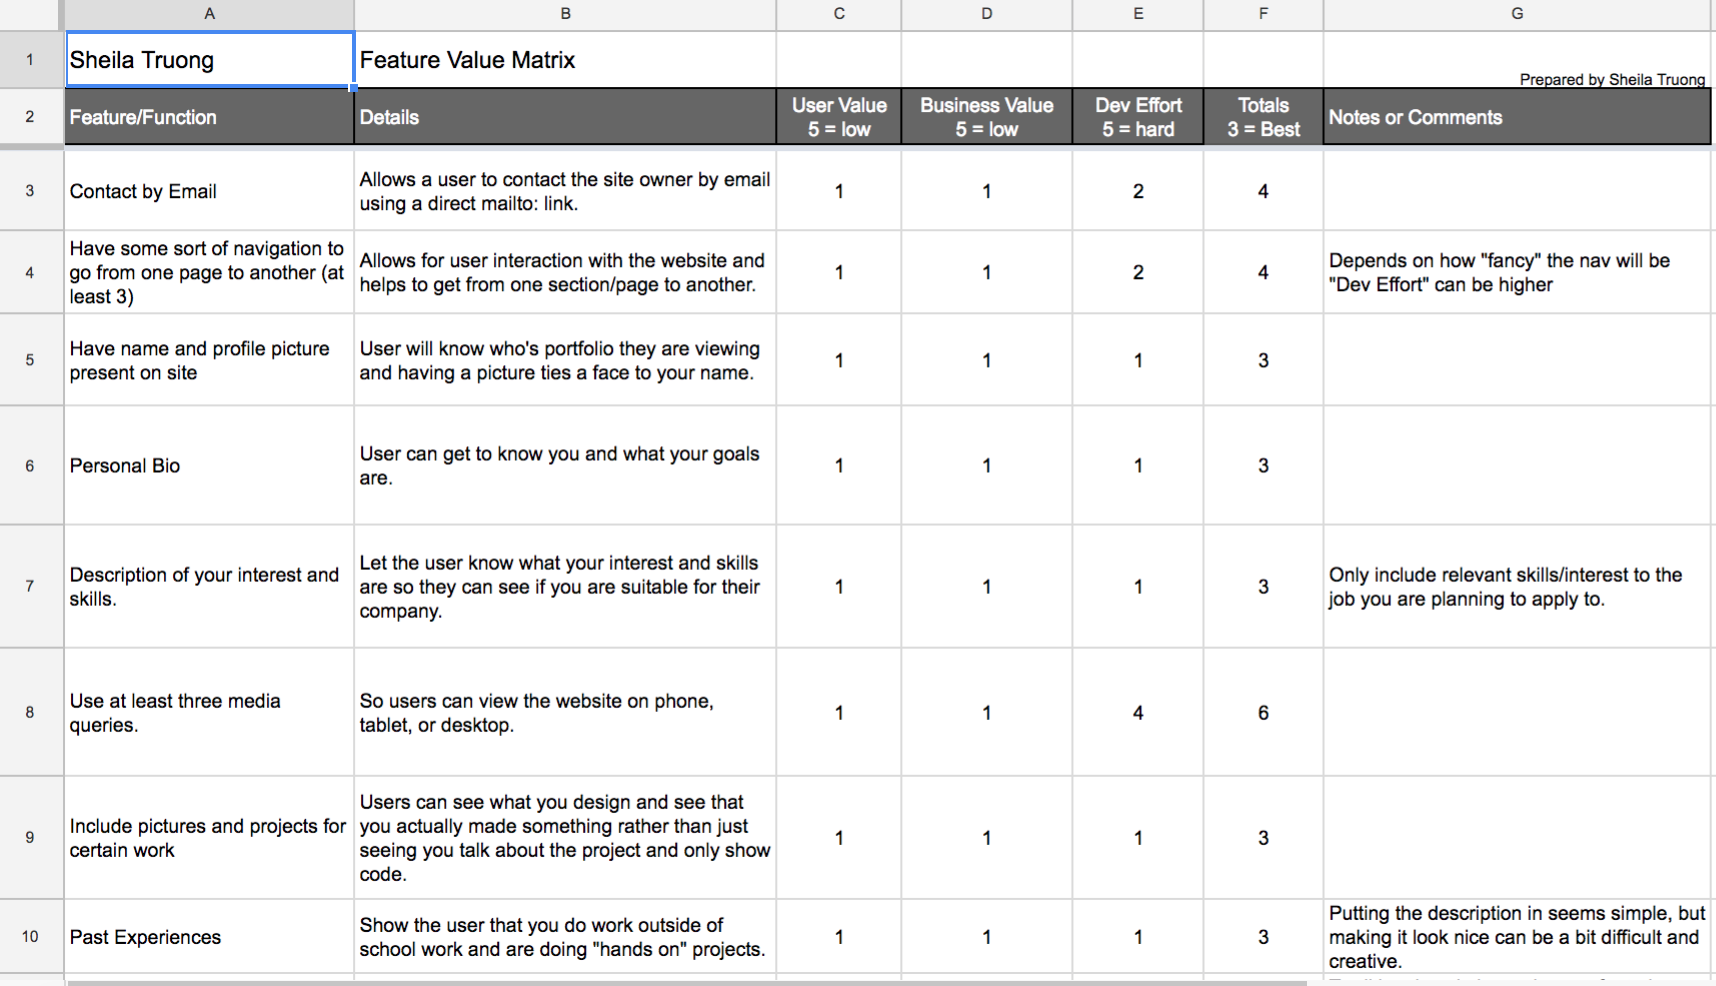 A B C D E F G
1 Sheila Truong Feature Value Matrix Prepared by Sheila Truong
2 Feature/Function Details User Value 5 = low Business Value 5 = low Dev Effort 5 = hard Totals 3 = Best Notes or Comments
3 Contact by Email
Allows a user to contact the site owner by email
using a direct mailto: link.
1 1 2 4
4
Have some sort of navigation to
go from one page to another (at
least 3)
Allows for user interaction with the website and
helps to get from one section/page to another.
1 1 2 4
Depends on how "fancy" the nav will be
"Dev Effort" can be higher
5
Have name and profile picture
present on site
User will know who's portfolio they are viewing
and having a picture ties a face to your name.
1 1 1 3
6 Personal Bio
User can get to know you and what your goals
are.
1 1 1 3
7
Description of your interest and
skills.
Let the user know what your interest and skills
are so they can see if you are suitable for their
company.
1 1 1 3
Only include relevant skills/interest to the
job you are planning to apply to.
8
Use at least three media
queries.
So users can view the website on phone,
tablet, or desktop.
1 1 4 6
9
Include pictures and projects for
certain work
Users can see what you design and see that
you actually made something rather than just
seeing you talk about the project and only show
code.
1 1 1 3
10 Past Experiences
Show the user that you do work outside of
school work and are doing "hands on" projects.
1 1 1 3
Putting the description in seems simple, but
making it look nice can be a bit difficult and
creative.